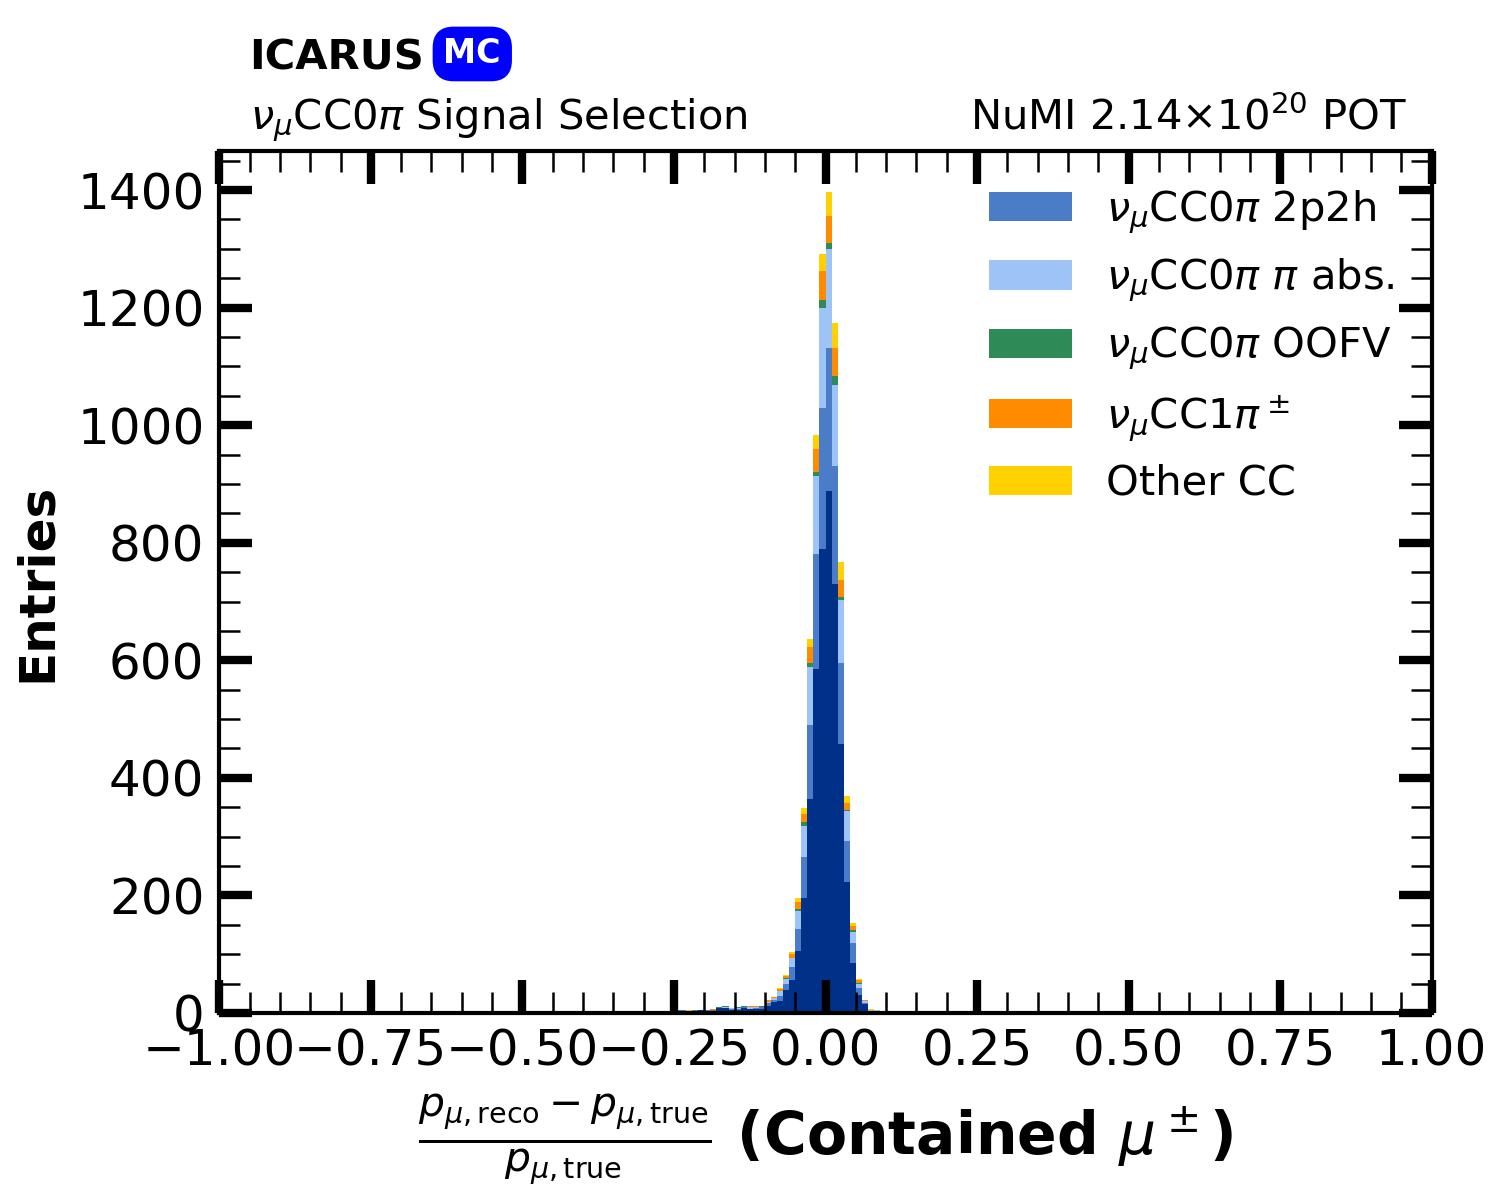 ICARUS MC
νμCC0π Signal Selection NuMI 2.14×10²⁰ POT
1400
1200
1000
800
600
400
200
0
Entries
νμCC0π 2p2h
νμCC0π π abs.
νμCC0π OOFV
νμCC1π±
Other CC
−1.00 −0.75 −0.50 −0.25 0.00 0.25 0.50 0.75 1.00
pμ, reco − pμ, true
pμ, true
(Contained μ±)